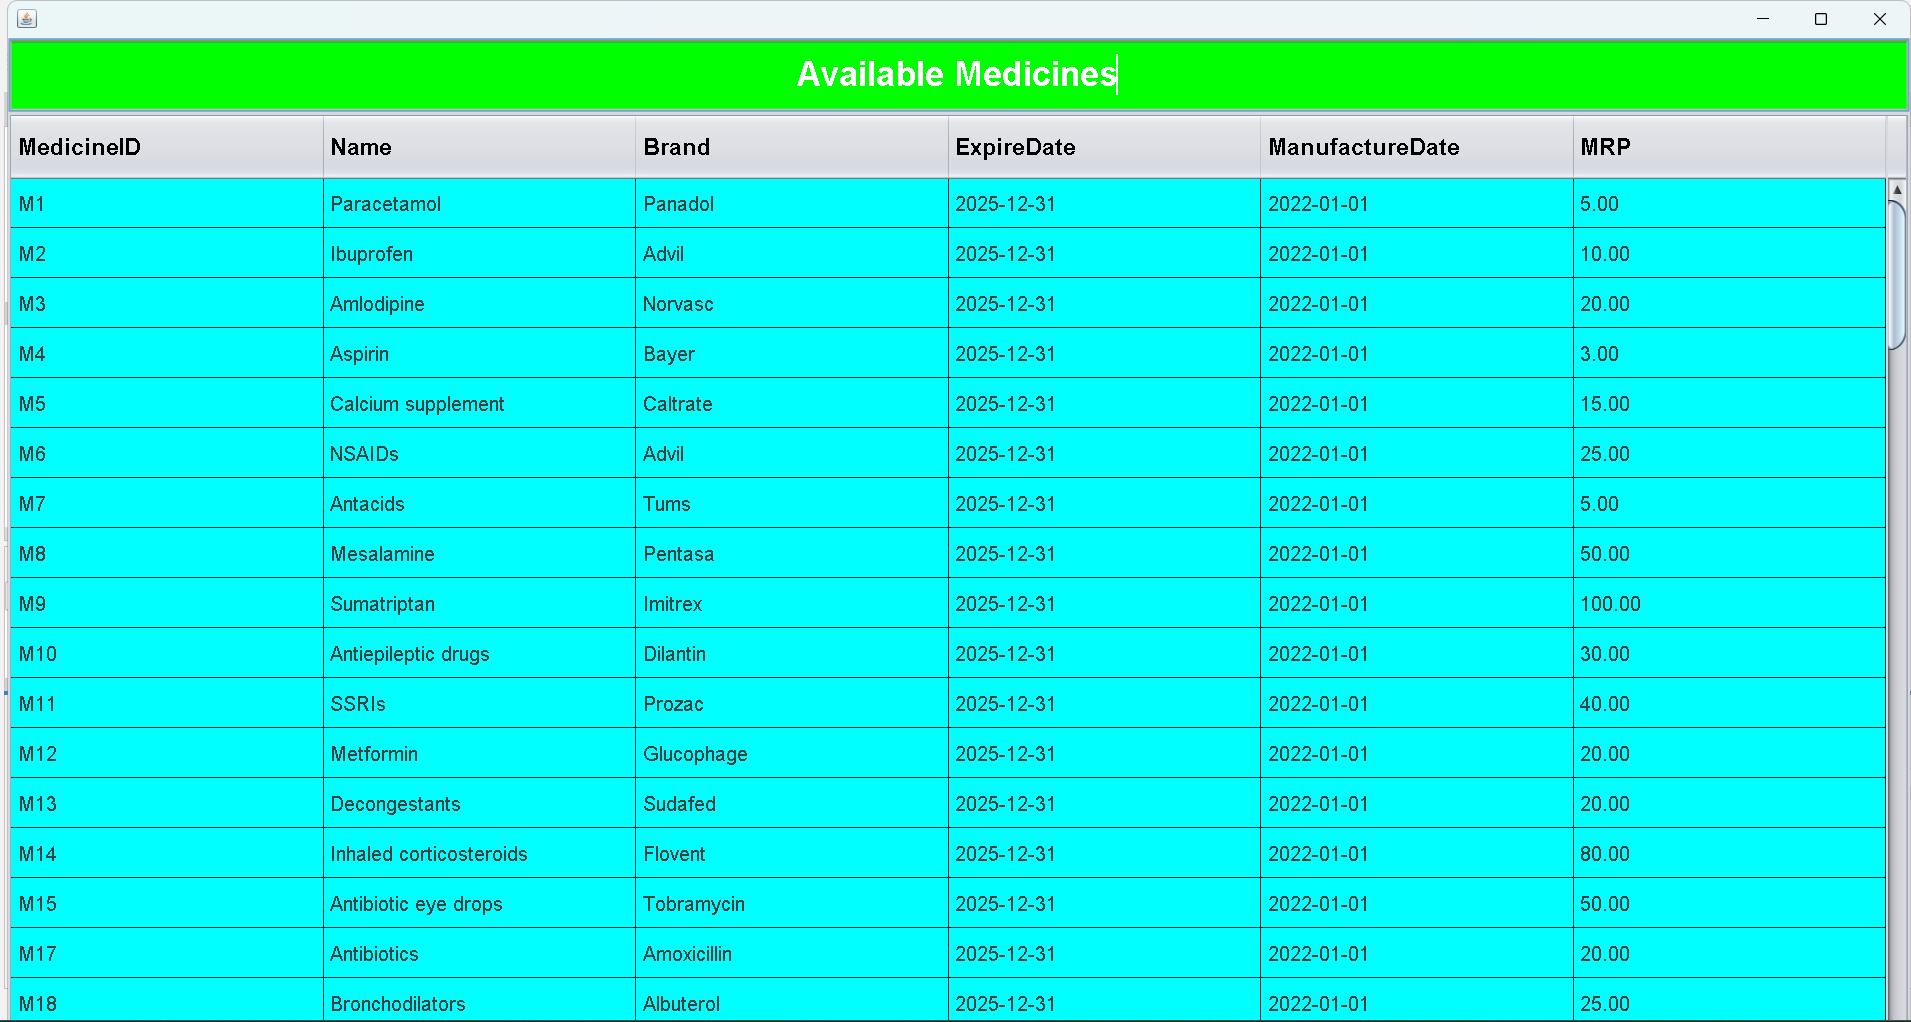 Available Medicines
MedicineID Name Brand ExpireDate ManufactureDate MRP
M1 Paracetamol Panadol 2025-12-31 2022-01-01 5.00
M2 Ibuprofen Advil 2025-12-31 2022-01-01 10.00
M3 Amlodipine Norvasc 2025-12-31 2022-01-01 20.00
M4 Aspirin Bayer 2025-12-31 2022-01-01 3.00
M5 Calcium supplement Caltrate 2025-12-31 2022-01-01 15.00
M6 NSAIDs Advil 2025-12-31 2022-01-01 25.00
M7 Antacids Tums 2025-12-31 2022-01-01 5.00
M8 Mesalamine Pentasa 2025-12-31 2022-01-01 50.00
M9 Sumatriptan Imitrex 2025-12-31 2022-01-01 100.00
M10 Antiepileptic drugs Dilantin 2025-12-31 2022-01-01 30.00
M11 SSRIs Prozac 2025-12-31 2022-01-01 40.00
M12 Metformin Glucophage 2025-12-31 2022-01-01 20.00
M13 Decongestants Sudafed 2025-12-31 2022-01-01 20.00
M14 Inhaled corticosteroids Flovent 2025-12-31 2022-01-01 80.00
M15 Antibiotic eye drops Tobramycin 2025-12-31 2022-01-01 50.00
M17 Antibiotics Amoxicillin 2025-12-31 2022-01-01 20.00
M18 Bronchodilators Albuterol 2025-12-31 2022-01-01 25.00